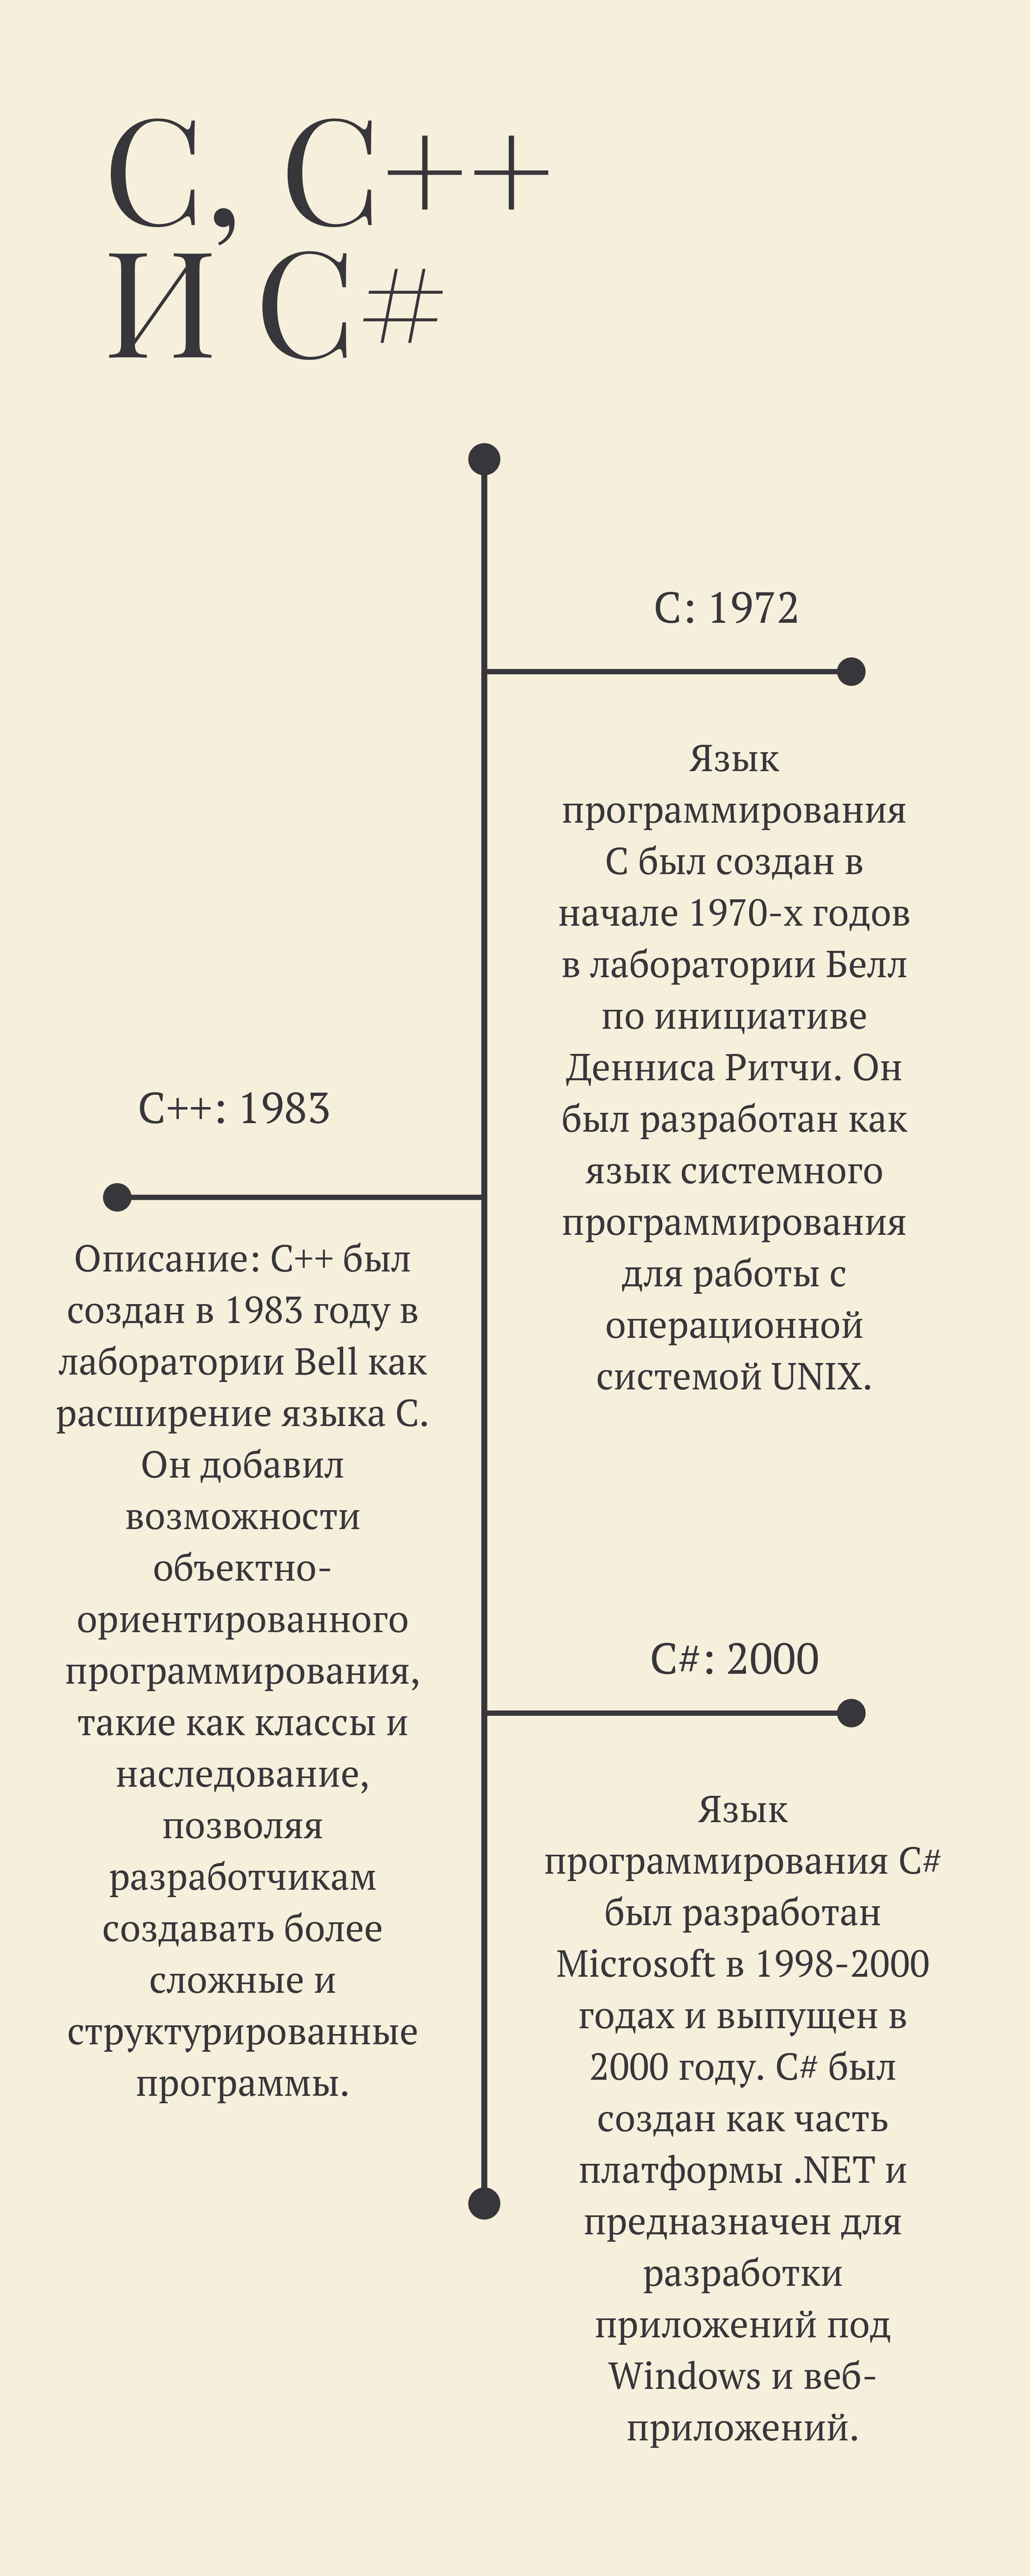 C, C++
И C#
C: 1972
Язык
программирования
C был создан в
начале 1970-х годов
в лаборатории Белл
по инициативе
Денниса Ритчи. Он
был разработан как
язык системного
программирования
для работы с
операционной
системой UNIX.
C++: 1983
Описание: C++ был
создан в 1983 году в
лаборатории Bell как
расширение языка C.
Он добавил
возможности
объектно-
ориентированного
программирования,
такие как классы и
наследование,
позволяя
разработчикам
создавать более
сложные и
структурированные
программы.
C#: 2000
Язык
программирования C#
был разработан
Microsoft в 1998-2000
годах и выпущен в
2000 году. C# был
создан как часть
платформы .NET и
предназначен для
разработки
приложений под
Windows и веб-
приложений.